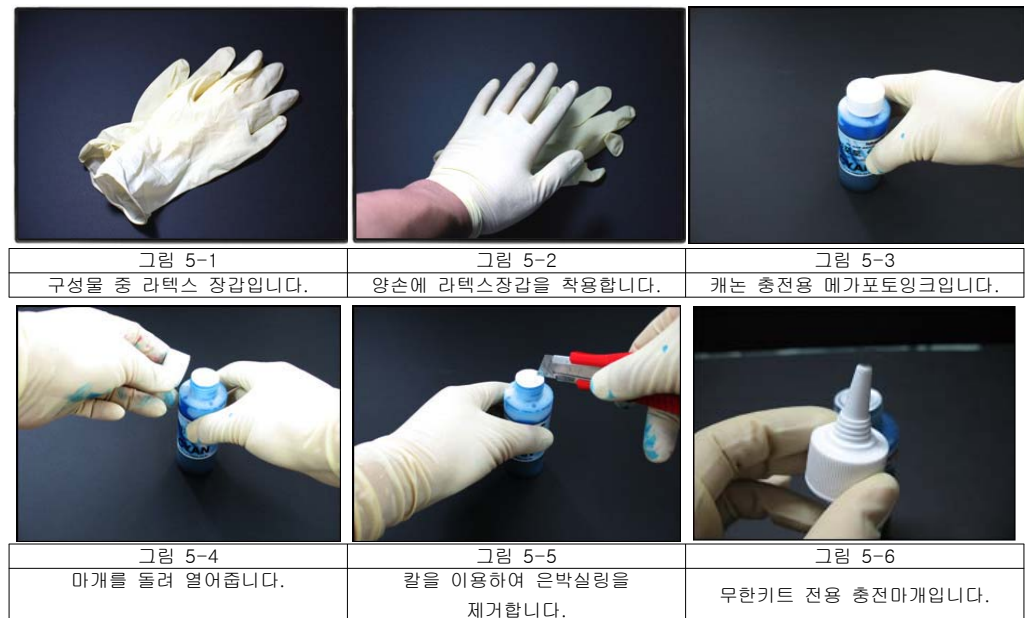 그림 5-1
그림 5-2
그림 5-3
구성물 중 라텍스 장갑입니다.
양손에 라텍스장갑을 착용합니다.
캐논 충전용 메가포토잉크입니다.
그림 5-4
그림 5-5
그림 5-6
마개를 돌려 열어줍니다.
칼을 이용하여 은박실링을
제거합니다.
무한키트 전용 충전마개입니다.